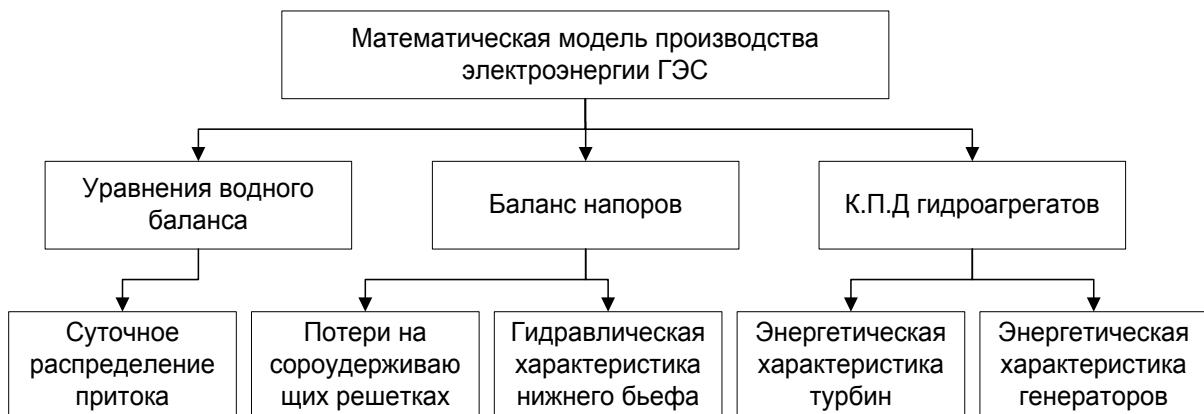 Математическая модель производства
электроэнергии ГЭС
Уравнения водного
баланса
Баланс напоров
К.П.Д гидроагрегатов
Суточное
распределение
притока
Потери на
сороудерживаю
щих решетках
Гидравлическая
характеристика
нижнего бьефа
Энергетическая
характеристика
турбин
Энергетическая
характеристика
генераторов